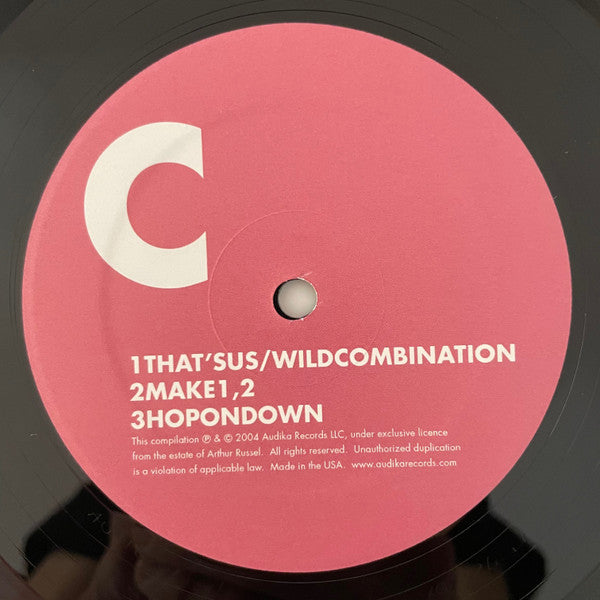 C
1THAT'SUS/WILDCOMBINATION
2MAKE1,2
3HOPONDOWN
This compilation ℗ & © 2004 Audika Records LLC, under exclusive licence
from the estate of Arthur Russel. All rights reserved. Unauthorized duplication
is a violation of applicable law. Made in the USA. www.audikarecords.com